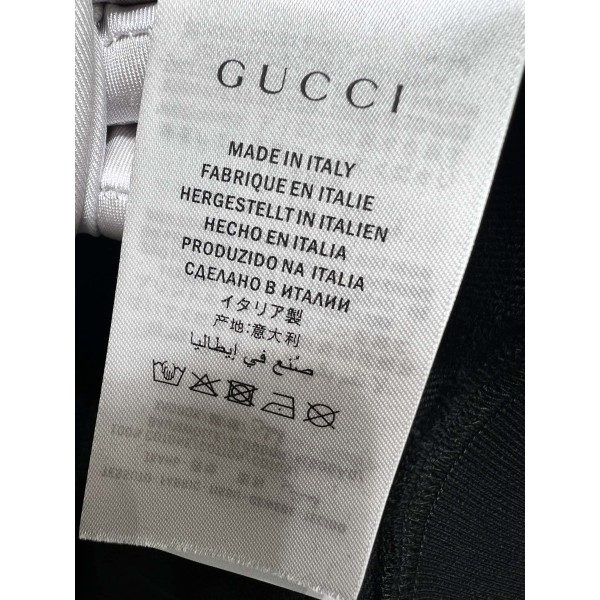 GUCCI
MADE IN ITALY
FABRIQUE EN ITALIE
HERGESTELLT IN ITALIEN
HECHO EN ITALIA
PRODUZIDO NA ITALIA
СДЕЛАНО В ИТАЛИИ
イタリア製
产地:意大利
صُنع في إيطاليا